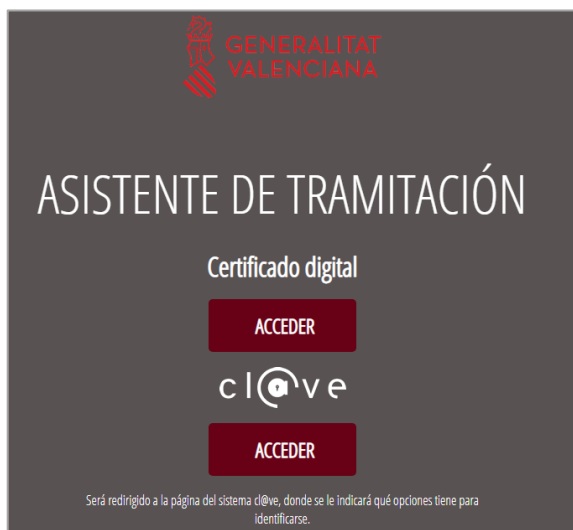 GENERALITAT
VALENCIANA
ASISTENTE DE TRAMITACIÓN
Certificado digital
ACCEDER
cl@ve
ACCEDER
Será redirigido a la página del sistema cl@ve, donde se le indicará qué opciones tiene para
identificarse.